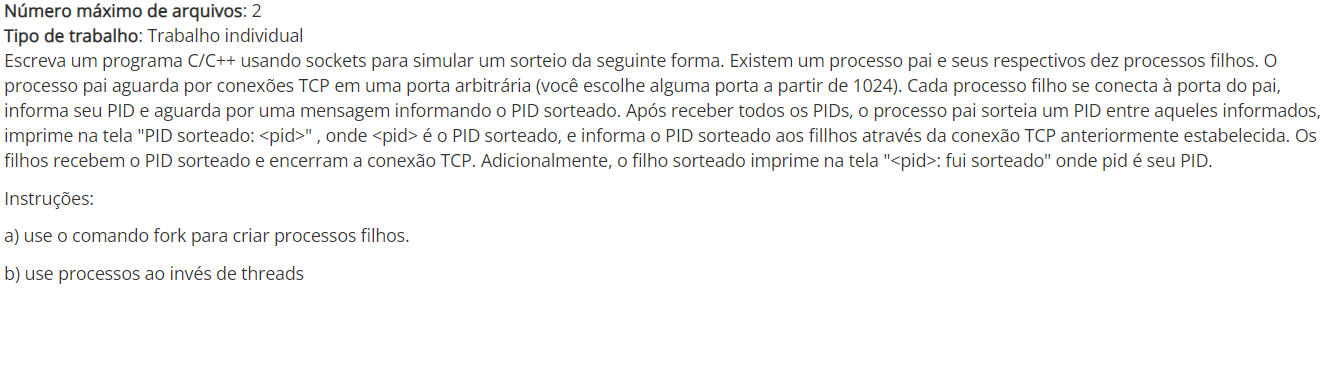 Número máximo de arquivos: 2
Tipo de trabalho: Trabalho individual
Escreva um programa C/C++ usando sockets para simular um sorteio da seguinte forma. Existem um processo pai e seus respectivos dez processos filhos. O
processo pai aguarda por conexões TCP em uma porta arbitrária (você escolhe alguma porta a partir de 1024). Cada processo filho se conecta à porta do pai,
informa seu PID e aguarda por uma mensagem informando o PID sorteado. Após receber todos os PIDs, o processo pai sorteia um PID entre aqueles informados,
imprime na tela "PID sorteado: <pid>" , onde <pid> é o PID sorteado, e informa o PID sorteado aos fillhos através da conexão TCP anteriormente estabelecida. Os
filhos recebem o PID sorteado e encerram a conexão TCP. Adicionalmente, o filho sorteado imprime na tela "<pid>: fui sorteado" onde pid é seu PID.
Instruções:
a) use o comando fork para criar processos filhos.
b) use processos ao invés de threads